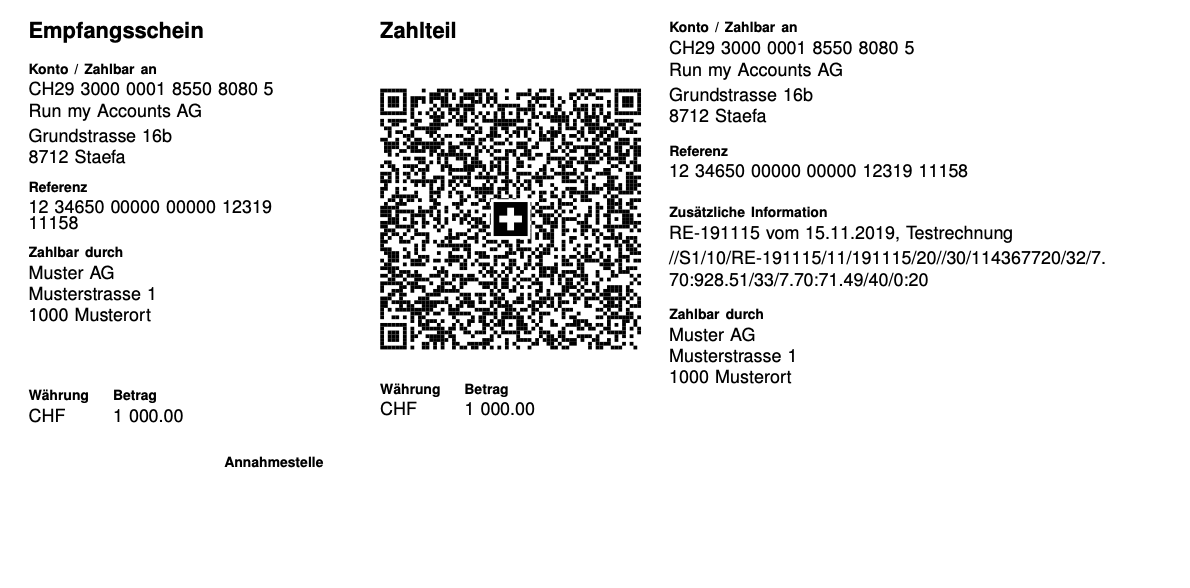 Empfangsschein
Konto / Zahlbar an
CH29 3000 0001 8550 8080 5
Run my Accounts AG
Grundstrasse 16b
8712 Staefa
Referenz
12 34650 00000 00000 12319
11158
Zahlbar durch
Muster AG
Musterstrasse 1
1000 Musterort
Währung Betrag
CHF 1 000.00
Annahmestelle
Zahlteil
Währung Betrag
CHF 1 000.00
Konto / Zahlbar an
CH29 3000 0001 8550 8080 5
Run my Accounts AG
Grundstrasse 16b
8712 Staefa
Referenz
12 34650 00000 00000 12319 11158
Zusätzliche Information
RE-191115 vom 15.11.2019, Testrechnung
//S1/10/RE-191115/11/191115/20//30/114367720/32/7.
70:928.51/33/7.70:71.49/40/0:20
Zahlbar durch
Muster AG
Musterstrasse 1
1000 Musterort